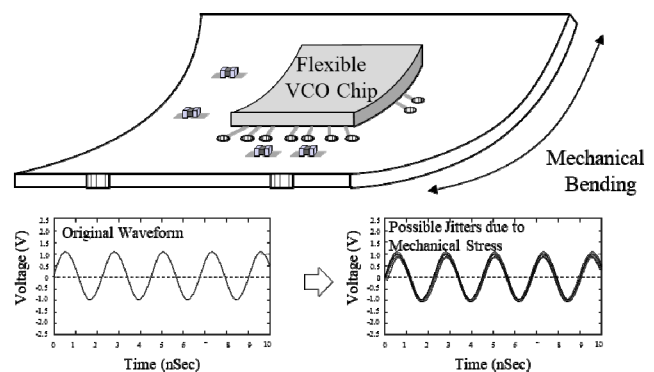 Flexible
VCO Chip
Mechanical
Bending
Original Waveform
Voltage (V)
2.5
2.0
1.5
1.0
0.5
0.0
-0.5
-1.0
-1.5
-2.0
-2.5
0 1 2 3 4 5 6 7 8 9 10
Time (nSec)
Possible Jitters due to
Mechanical Stress
Voltage (V)
2.5
2.0
1.5
1.0
0.5
0.0
-0.5
-1.0
-1.5
-2.0
-2.5
0 1 2 3 4 5 6 7 8 9 10
Time (nSec)